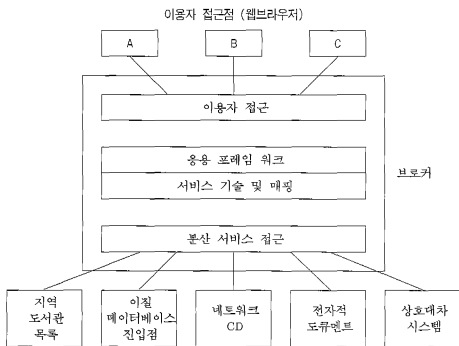 이용자 접근점 (웹브라우저)
A B C
이용자 접근
응용 프레임 워크
서비스 기술 및 매핑
브로커
분산 서비스 접근
지역 도서관 목록
이질 데이터베이스 진입점
네트워크 CD
전자적 도큐멘트
상호대차 시스템